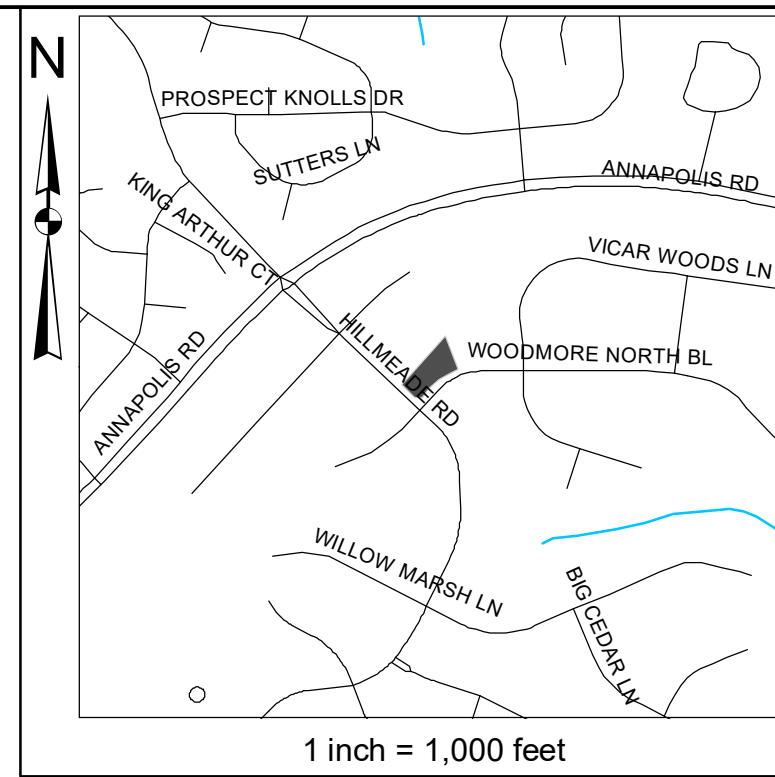 N
PROSPECT KNOLLS DR
SUTTERS LN
ANNAPOLIS RD
KING ARTHUR CT
VICAR WOODS LN
HILLMEADE RD
WOODMORE NORTH BL
ANNAPOLIS RD
WILLOW MARSH LN
BIG CEDAR LN
1 inch = 1,000 feet